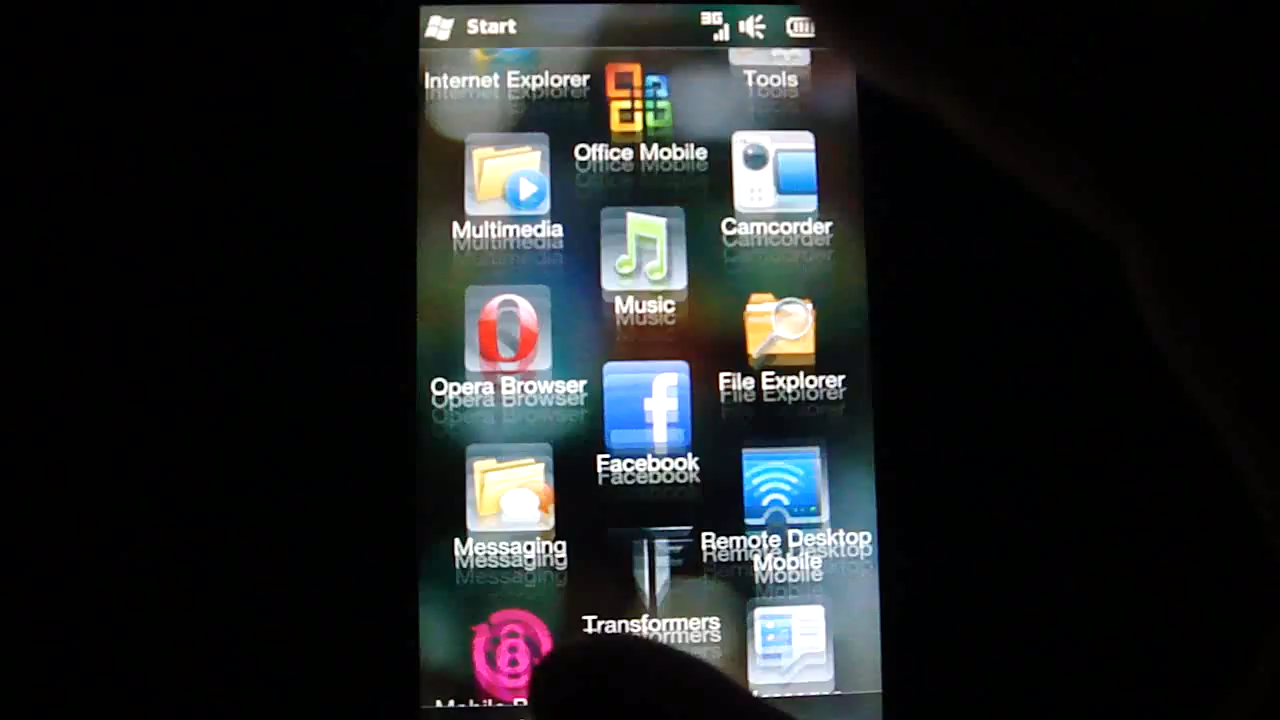 Start
3G
Internet Explorer
Tools
Office Mobile
Multimedia
Camcorder
Music
Opera Browser
File Explorer
Facebook
Messaging
Remote Desktop
Mobile
Transformers
Mobile